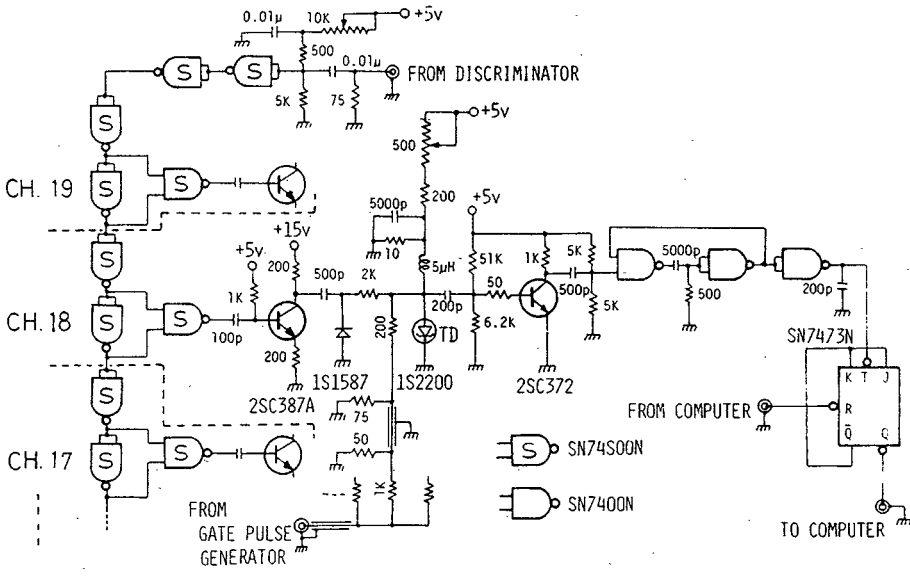 0.01μ
10K
+5v
500
0.01μ
FROM DISCRIMINATOR
5K
75
S
S
S
+5v
500
200
CH. 19
S
S
5000p
+5v
10
+15v
5μH
51K
1K
5K
5000p
+5v
200
500p
2K
S
1K
200p
50
500p
500
200p
CH. 18
S
S
100p
200
TD
6.2K
5K
SN7473N
200
1S1587
1S2200
2SC372
2SC387A
K T J
S
75
FROM COMPUTER
R
Q̄ Q
CH. 17
S
S
50
S
SN74S00N
1K
SN7400N
FROM
GATE PULSE
GENERATOR
TO COMPUTER